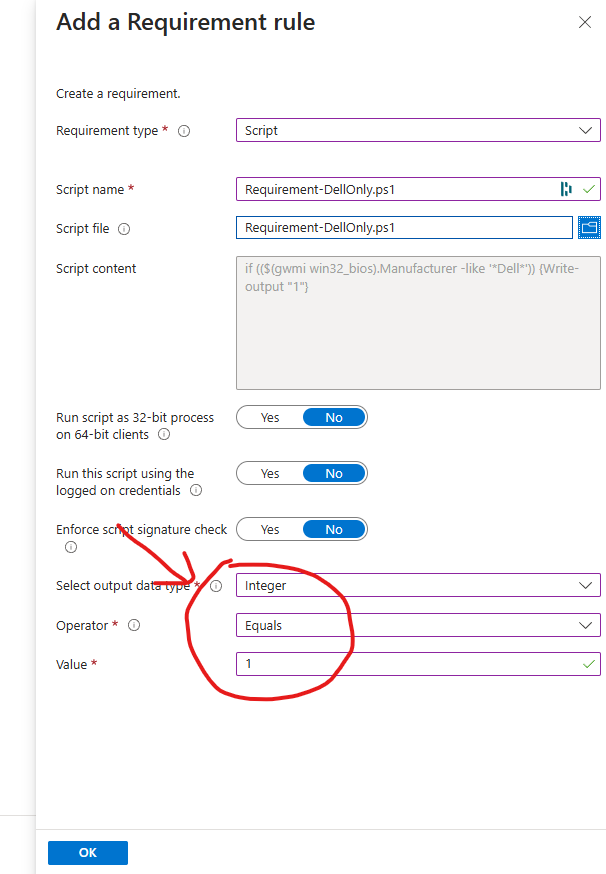 Add a Requirement rule
Create a requirement.
Requirement type *
Script
Script name *
Requirement-DellOnly.ps1
Script file
Requirement-DellOnly.ps1
Script content
if (($(gwmi win32_bios).Manufacturer -like '*Dell*')) {Write-
output "1"}
Run script as 32-bit process
on 64-bit clients
Yes No
Run this script using the
logged on credentials
Yes No
Enforce script signature check
Yes No
Select output data type *
Integer
Operator *
Equals
Value *
1
OK